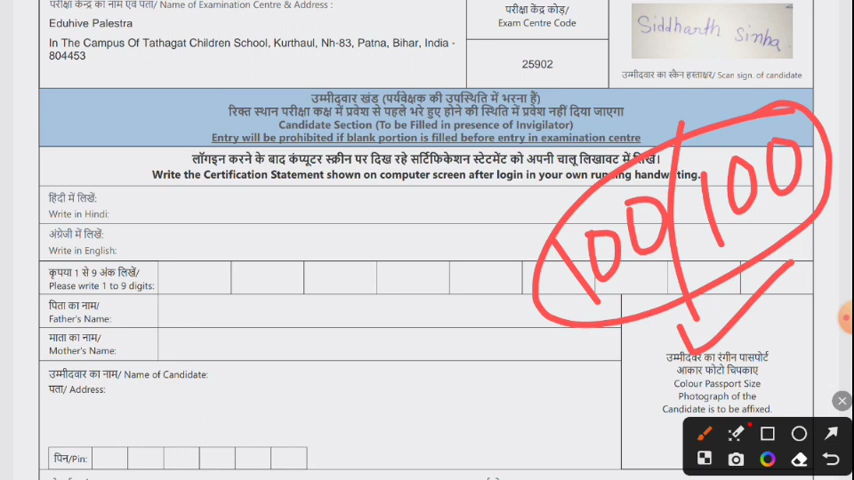 परीक्षा केन्द्र का नाम एवं पता/ Name of Examination Centre & Address :
Eduhive Palestra
In The Campus Of Tathagat Children School, Kurthaul, Nh-83, Patna, Bihar, India -
804453
परीक्षा केंद्र कोड़/
Exam Centre Code
25902
Siddharth Sinha
उम्मीदवार का स्कैन हस्ताक्षर/ Scan sign. of candidate
उम्मीदवार खंड (पर्यवेक्षक की उपस्थिति में भरना है)
रिक्त स्थान परीक्षा कक्ष में प्रवेश से पहले भरे हुए होने की स्थिति में प्रवेश नहीं दिया जाएगा
Candidate Section (To be Filled in presence of Invigilator)
Entry will be prohibited if blank portion is filled before entry in examination centre
लॉगइन करने के बाद कंप्यूटर स्क्रीन पर दिख रहे सर्टिफिकेशन स्टेटमेंट को अपनी चालू लिखावट में लिखें।
Write the Certification Statement shown on computer screen after login in your own running handwriting.
हिंदी में लिखें:
Write in Hindi:
अंग्रेजी में लिखें:
Write in English:
100/100
कृपया 1 से 9 अंक लिखें/
Please write 1 to 9 digits:
पिता का नाम/
Father's Name:
माता का नाम/
Mother's Name:
उम्मीदवार का नाम/ Name of Candidate:
पता/ Address:
उम्मीदवार का रंगीन पासपोर्ट
आकार फोटो चिपकाए
Colour Passport Size
Photograph of the
Candidate is to be affixed.
पिन/Pin: